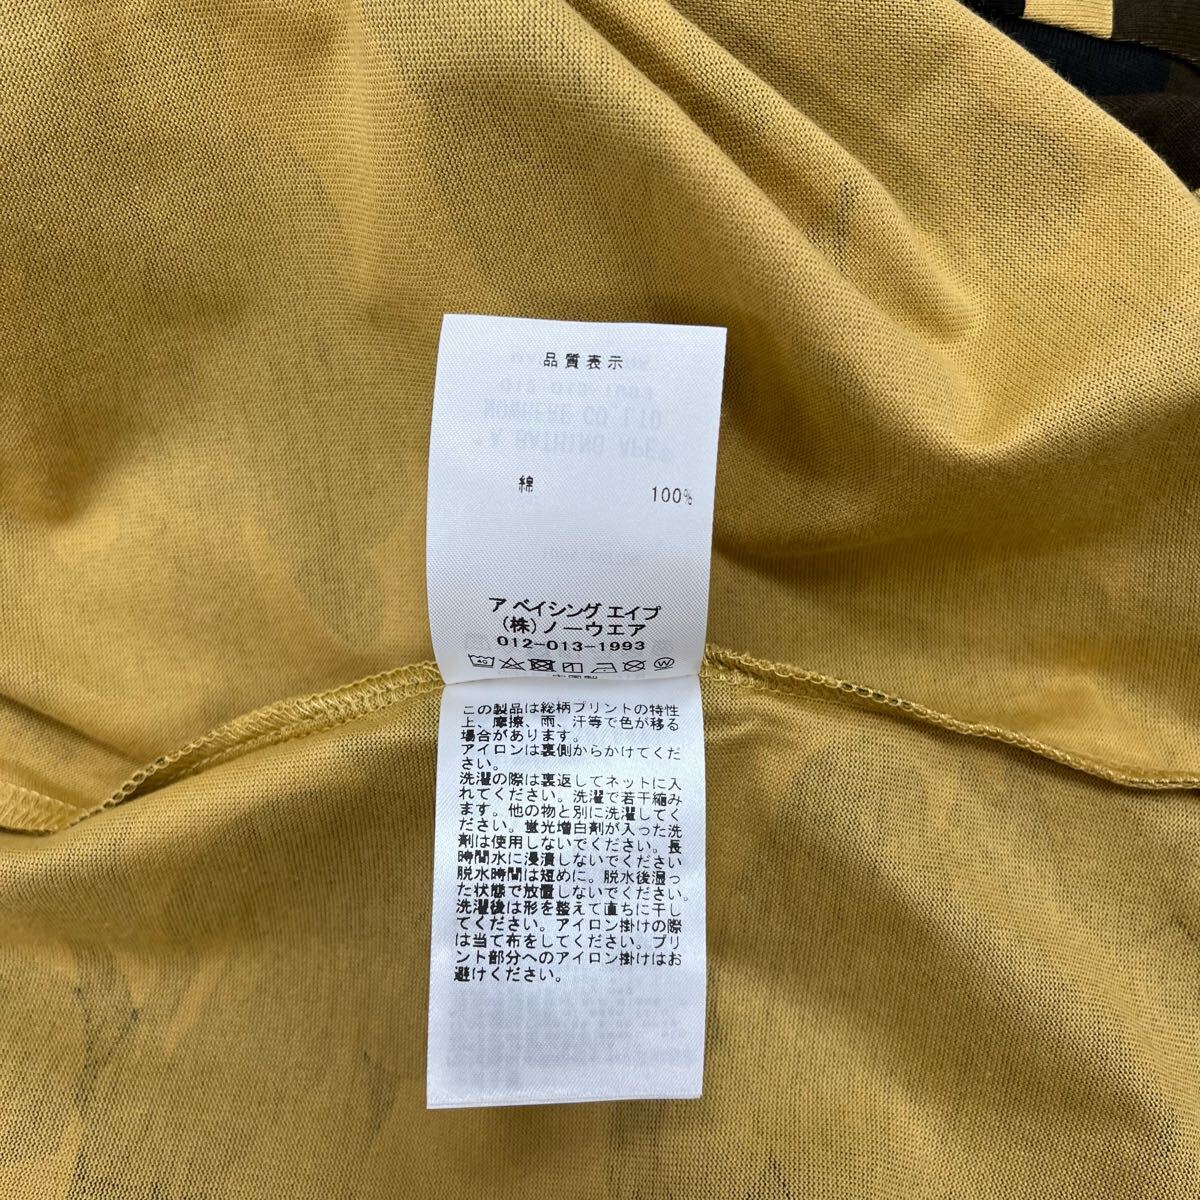 品質表示
綿 100%
ア ベイシング エイプ
(株)ノーウエア
012-013-1993
40
W
この製品は総柄プリントの特性
上、摩擦、雨、汗等で色が移る
場合があります。
アイロンは裏側からかけてくだ
さい。
洗濯の際は裏返してネットに入
れてください。洗濯で若干縮み
ます。他の物と別に洗濯してく
ださい。蛍光増白剤が入った洗
剤は使用しないでください。長
時間水に浸漬しないでください
脱水時間は短めに。脱水後湿っ
た状態で放置しないでください。
洗濯後は形を整えて直ちに干し
てください。アイロン掛けの際
は当て布をしてください。プリ
ント部分へのアイロン掛けはお
避けください。